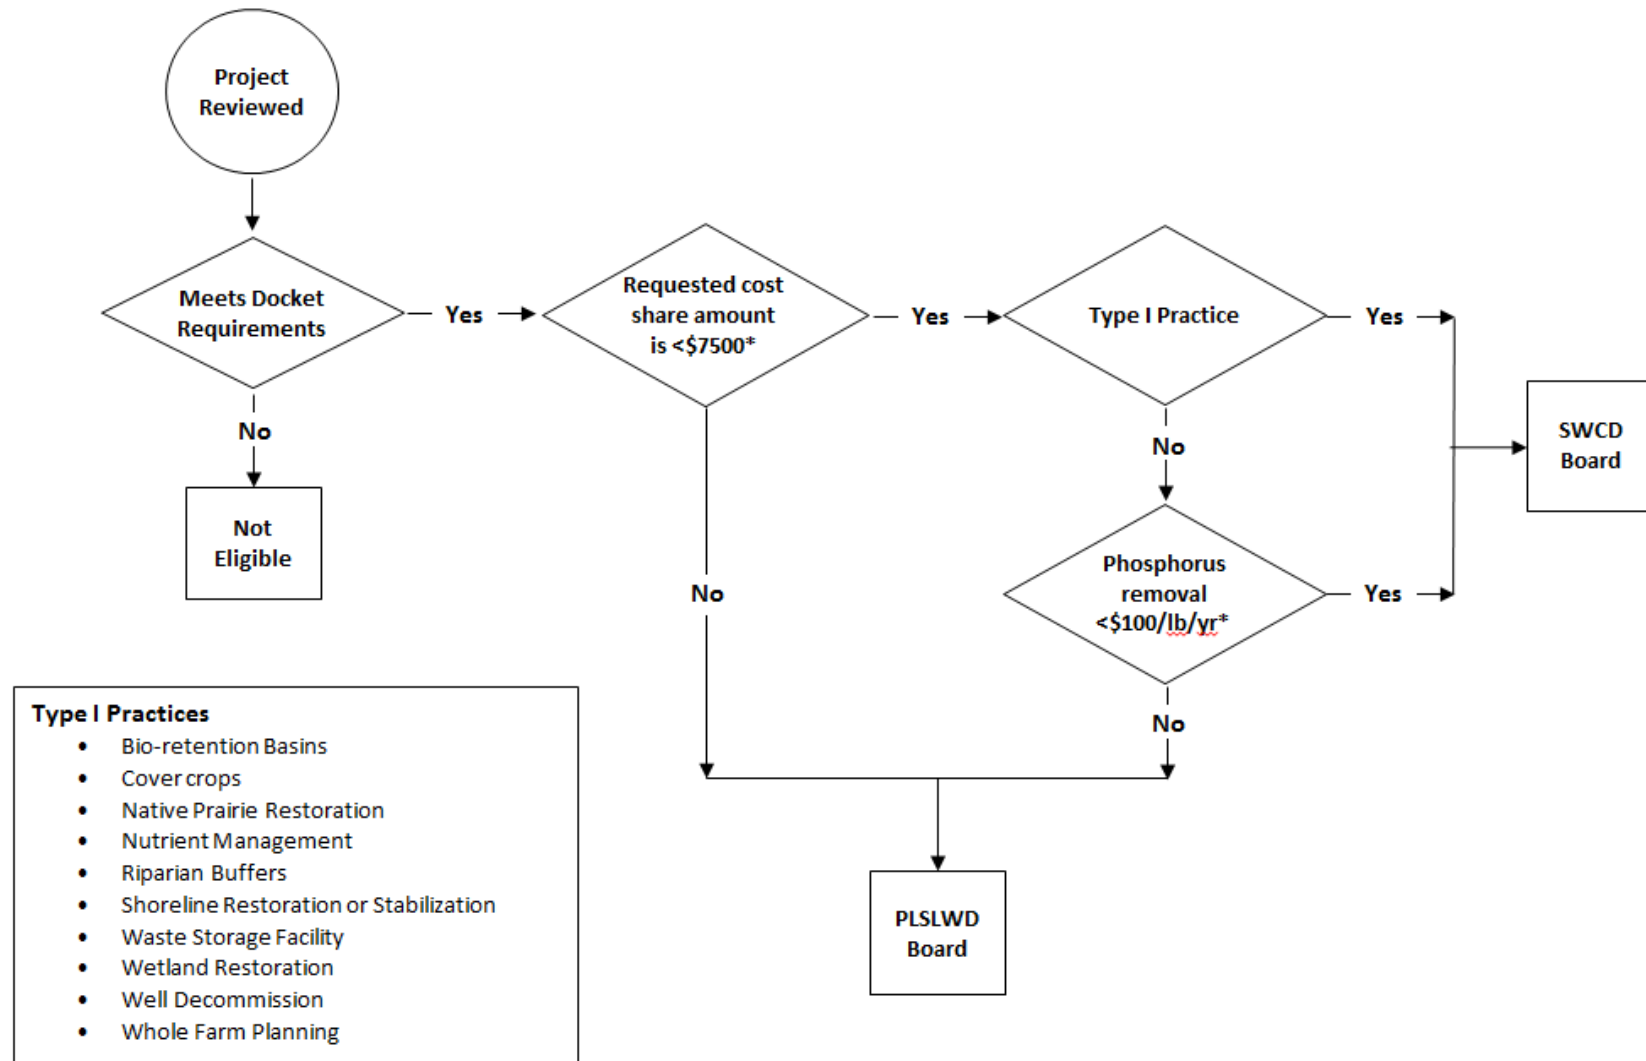 Project
Reviewed
Meets Docket
Requirements
Yes
Requested cost
share amount
is <$7500*
Yes
Type I Practice
Yes
No
Not
Eligible
No
No
Phosphorus
removal
<$100/lb/yr*
Yes
No
SWCD
Board
PLSLWD
Board
Type I Practices
• Bio-retention Basins
• Cover crops
• Native Prairie Restoration
• Nutrient Management
• Riparian Buffers
• Shoreline Restoration or Stabilization
• Waste Storage Facility
• Wetland Restoration
• Well Decommission
• Whole Farm Planning